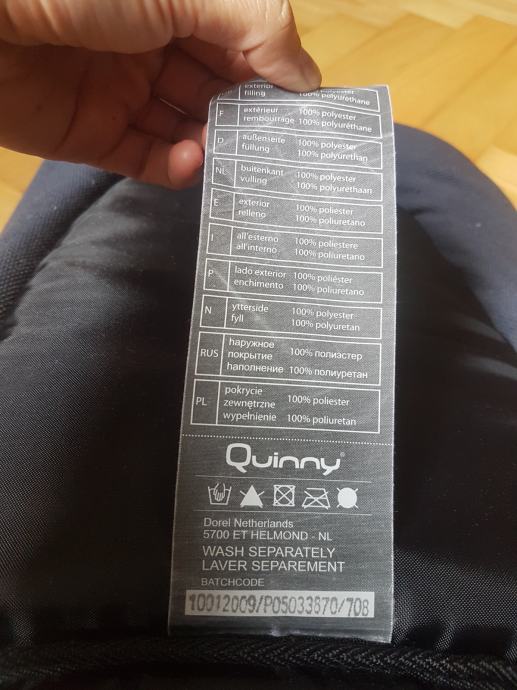 exterior 100% polyester
filling 100% polyurethane
F extérieur 100% polyester
rembourrage 100% polyuréthane
D außenseite 100% polyester
füllung 100% polyurethan
NL buitenkant 100% polyester
vulling 100% polyurethaan
E exterior 100% poliester
relleno 100% poliuretano
I all'esterno 100% poliestere
all'interno 100% poliuretano
P lado exterior 100% poliéster
enchimento 100% poliuretano
N ytterside 100% polyester
fyll 100% polyuretan
RUS наружное
покрытие 100% полиэстер
наполнение 100% полиуретан
PL pokrycie
zewnętrzne 100% poliester
wypełnienie 100% poliuretan
Quinny®
Dorel Netherlands
5700 ET HELMOND - NL
WASH SEPARATELY
LAVER SEPAREMENT
BATCHCODE
10012009/P05033870/708